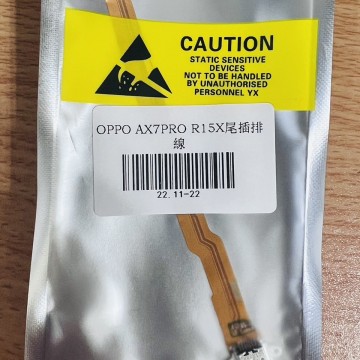 CAUTION
STATIC SENSITIVE
DEVICES
NOT TO BE HANDLED
BY UNAUTHORISED
PERSONNEL YX
OPPO AX7PRO R15X尾插排
線
22.11-22